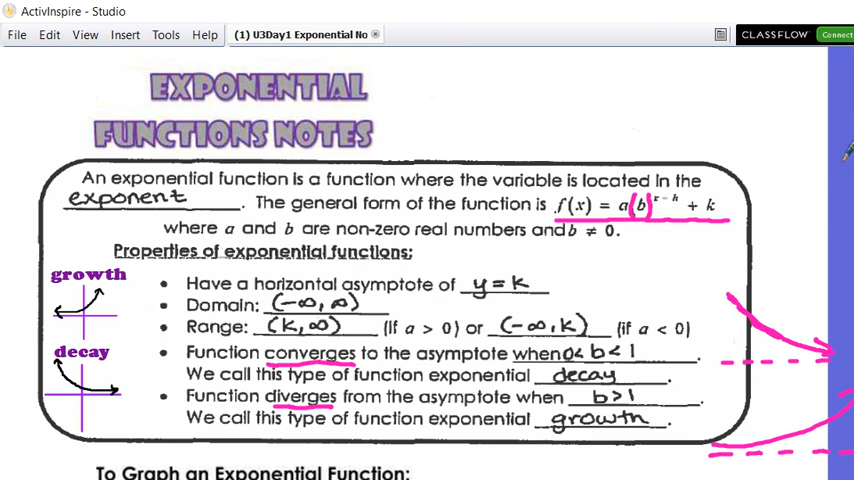 ActivInspire - Studio
File Edit View Insert Tools Help (1) U3Day1 Exponential No CLASSFLOW Connect
EXPONENTIAL
FUNCTIONS NOTES
An exponential function is a function where the variable is located in the
exponent. The general form of the function is f(x) = a(b)^{x-h} + k
where a and b are non-zero real numbers and b ≠ 0.
Properties of exponential functions:
growth
• Have a horizontal asymptote of y = k
• Domain: (-∞, ∞)
• Range: (k, ∞) (if a > 0) or (-∞, k) (if a < 0)
decay
• Function converges to the asymptote when 0 < b < 1.
We call this type of function exponential decay.
• Function diverges from the asymptote when b > 1.
We call this type of function exponential growth.
To Graph an Exponential Function: